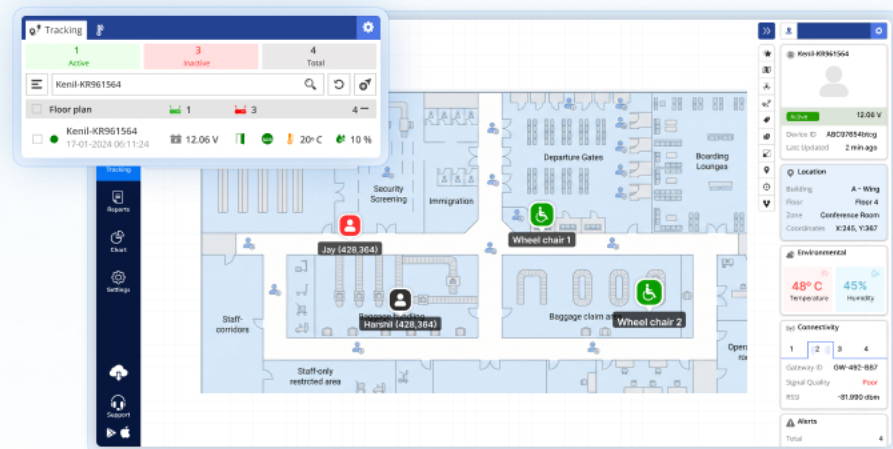 Tracking
1
Active
3
Inactive
4
Total
Kenil-KR961564
Floor plan
1
3
4
Kenil-KR961564
17-01-2024 06:11:24
12.06 V
20º C
10 %
Tracking
Reports
Chart
Settings
Support
Security
Screening
Immigration
Departure Gates
Boarding
Lounges
Jay (428,364)
Wheel chair 1
Harshil (428,364)
Baggage claim area
Wheel chair 2
Staff-
corridors
Staff-only
restrcted area
Kenil-KR961564
Active
12.06 V
Device ID
Last Updated
2 min ago
Location
Building
A - Wing
Floor
Floor 4
Zone
Conference Room
Coordinates
X:245, Y:367
Environmental
48° C
Temperature
45%
Humidity
Connectivity
1
2
3
4
Gateway ID
GW-492-887
Signal Quality
Poor
RSSI
-81.990 dbm
Alerts
Total
4